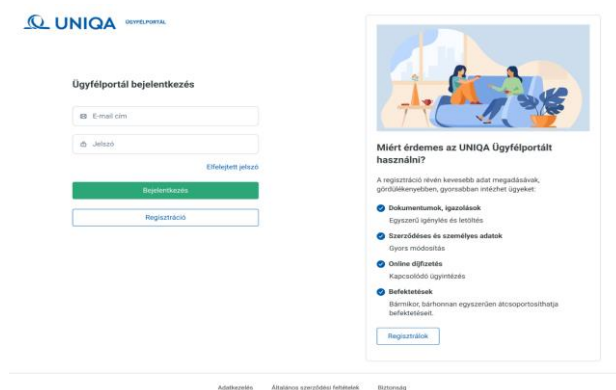 UNIQA ÜGYFÉLPORTÁL
Ügyfélportál bejelentkezés
E-mail cím
Jelszó
Elfelejtett jelszó
Bejelentkezés
Regisztráció
Miért érdemes az UNIQA Ügyfélportált
használni?
A regisztráció révén kevesebb adat megadásával,
gördülékenyebben, gyorsabban intézhet ügyeket:
Dokumentumok, igazolások
Egyszerű igénylés és letöltés
Szerződéses és személyes adatok
Gyors módosítás
Online díjfizetés
Kapcsolódó ügyintézés
Befektetések
Bármikor, bárhonnan egyszerűen átcsoportosíthatja
befektetéseit.
Regisztrálok
Adatkezelés Általános szerződési feltételek Biztonság